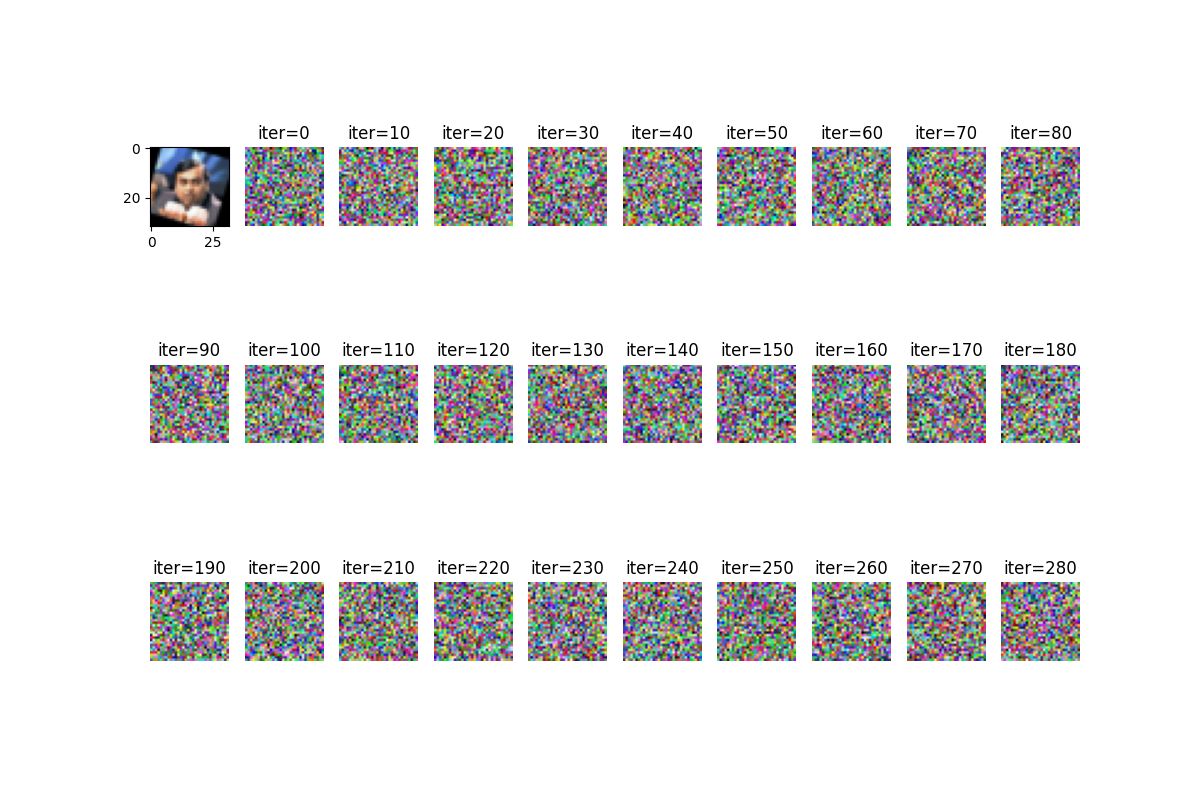 iter=0 iter=10 iter=20 iter=30 iter=40 iter=50 iter=60 iter=70 iter=80
0
20
0 25
iter=90 iter=100 iter=110 iter=120 iter=130 iter=140 iter=150 iter=160 iter=170 iter=180
iter=190 iter=200 iter=210 iter=220 iter=230 iter=240 iter=250 iter=260 iter=270 iter=280